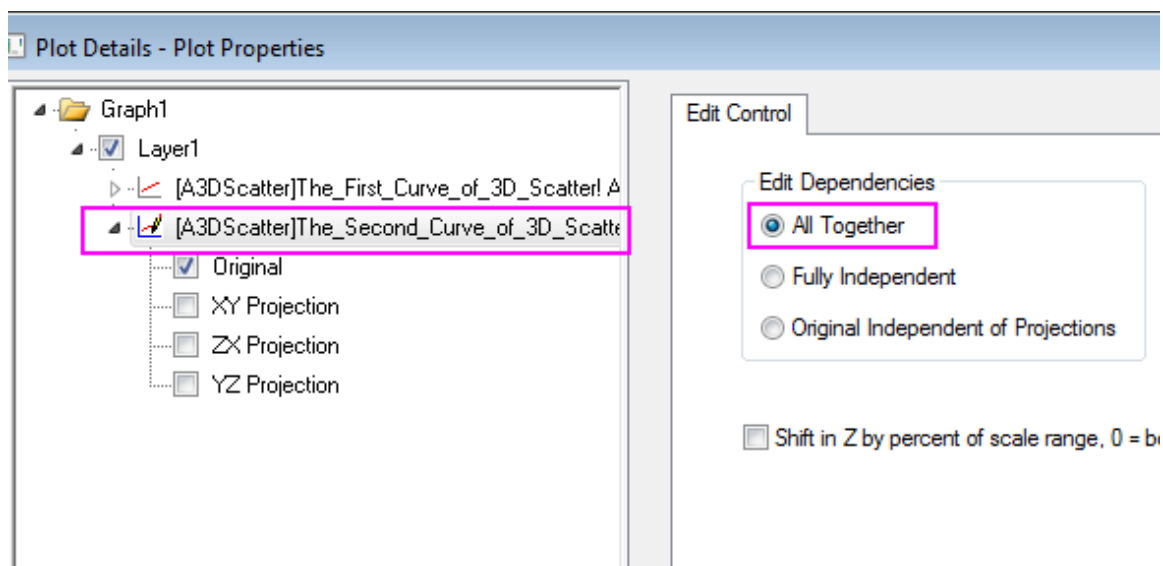 Plot Details - Plot Properties
Graph1
Layer1
[A3DScatter]The_First_Curve_of_3D_Scatter! A
[A3DScatter]The_Second_Curve_of_3D_Scatte
Original
XY Projection
ZX Projection
YZ Projection
Edit Control
Edit Dependencies
All Together
Fully Independent
Original Independent of Projections
Shift in Z by percent of scale range, 0 = b